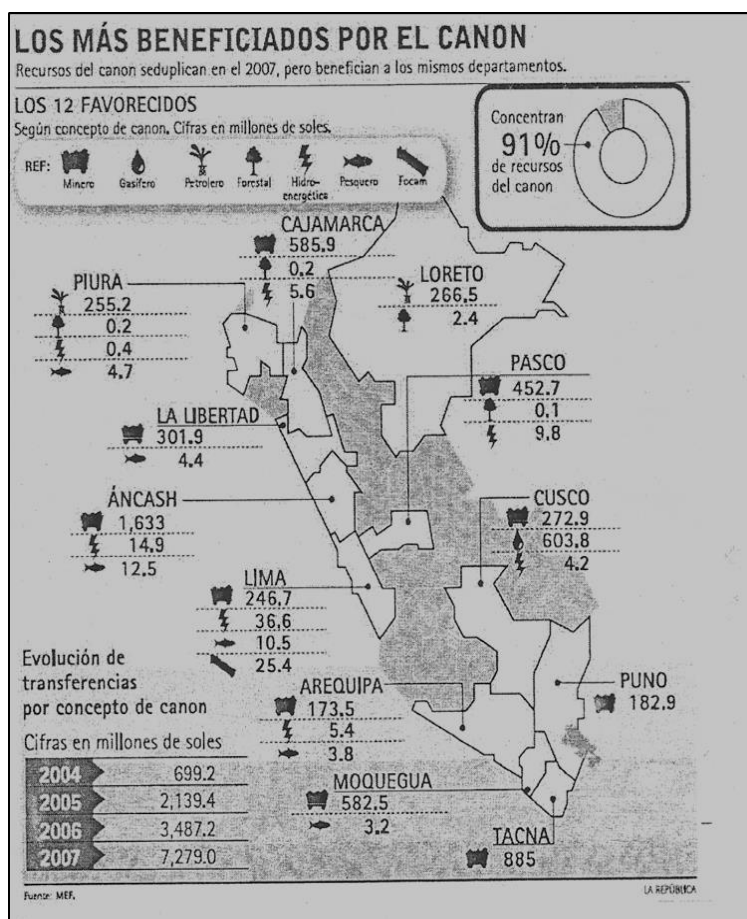 LOS MÁS BENEFICIADOS POR EL CANON
Recursos del canon seduplican en el 2007, pero benefician a los mismos departamentos.
LOS 12 FAVORECIDOS
Según concepto de canon. Cifras en millones de soles.
REF:
Minero
Gasífero
Petrolero
Forestal
Hidro-
energética
Pesquero
Focam
Concentran
91%
de recursos
del canon
CAJAMARCA
585.9
0.2
5.6
PIURA
255.2
0.2
0.4
4.7
LORETO
266.5
2.4
PASCO
452.7
0.1
9.8
LA LIBERTAD
301.9
4.4
ÁNCASH
1,633
14.9
12.5
CUSCO
272.9
603.8
4.2
LIMA
246.7
36.6
10.5
25.4
AREQUIPA
173.5
5.4
3.8
PUNO
182.9
MOQUEGUA
582.5
3.2
TACNA
885
Evolución de
transferencias
por concepto de canon
Cifras en millones de soles
2004 699.2
2005 2,139.4
2006 3,487.2
2007 7,279.0
Fuente: MEF.
LA REPÚBLICA